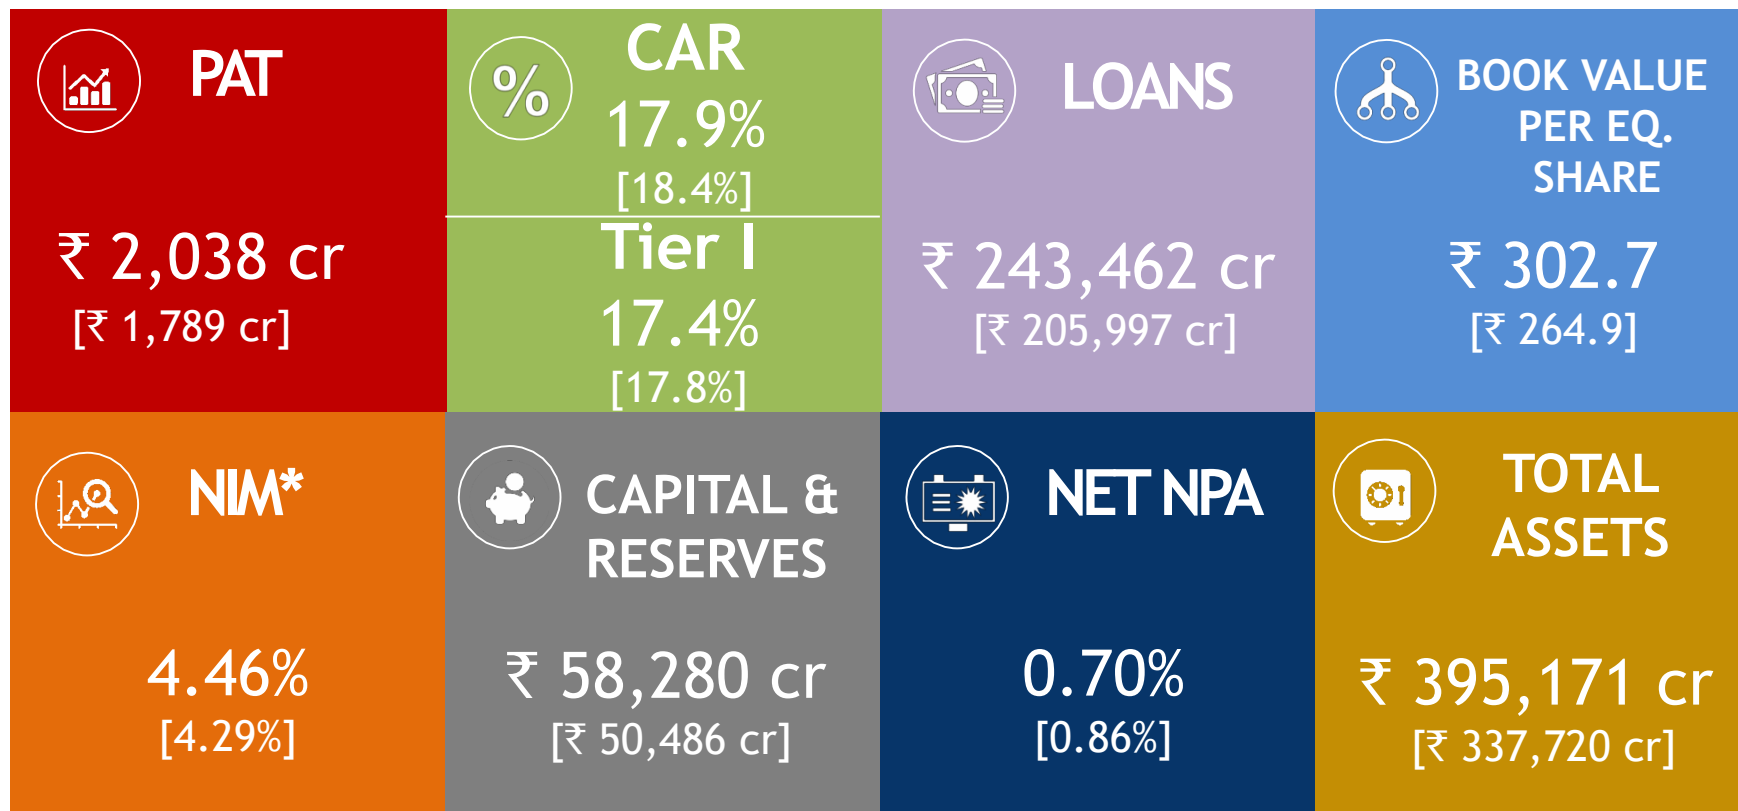 PAT
₹ 2,038 cr
[₹ 1,789 cr]
%
CAR
17.9%
[18.4%]
Tier I
17.4%
[17.8%]
LOANS
₹ 243,462 cr
[₹ 205,997 cr]
BOOK VALUE
PER EQ.
SHARE
₹ 302.7
[₹ 264.9]
NIM*
4.46%
[4.29%]
CAPITAL &
RESERVES
₹ 58,280 cr
[₹ 50,486 cr]
NET NPA
0.70%
[0.86%]
TOTAL
ASSETS
₹ 395,171 cr
[₹ 337,720 cr]